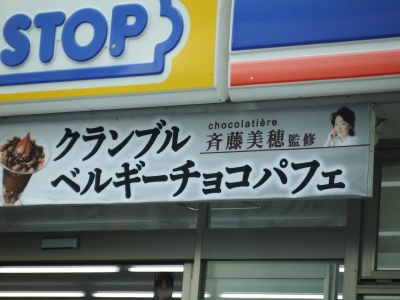 STOP
chocolatière
クランブル 斉藤美穂監修
ベルギーチョコパフェ